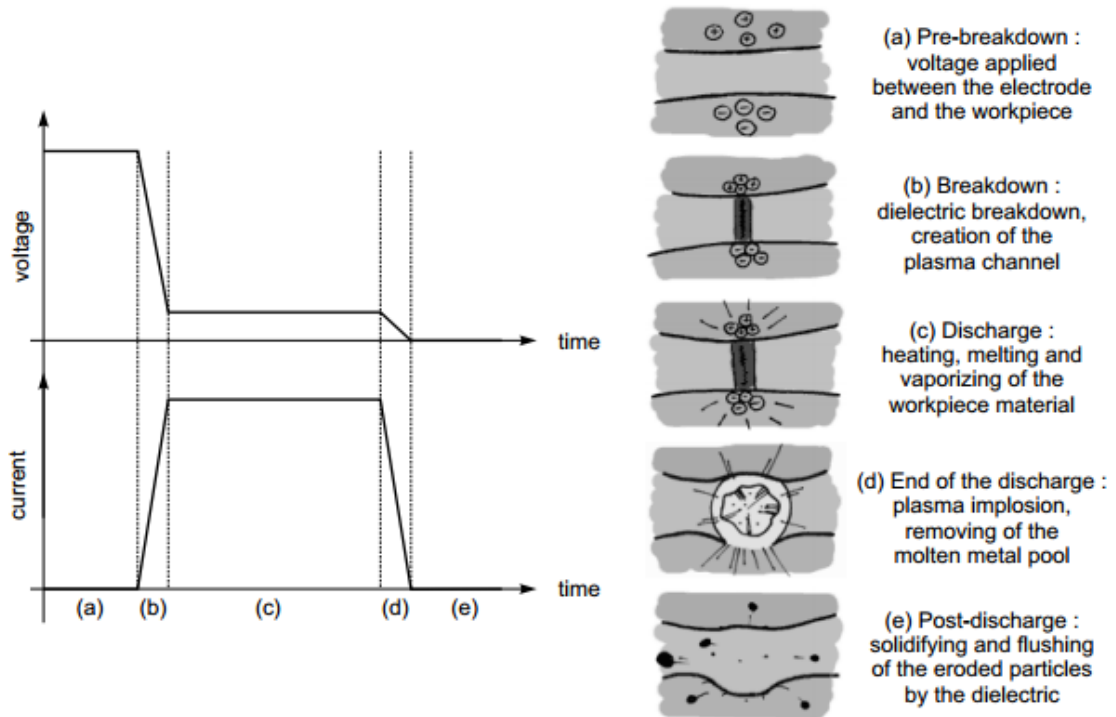 voltage
time
current
time
(a)
(b)
(c)
(d)
(e)
(a) Pre-breakdown :
voltage applied
between the electrode
and the workpiece
(b) Breakdown :
dielectric breakdown,
creation of the
plasma channel
(c) Discharge :
heating, melting and
vaporizing of the
workpiece material
(d) End of the discharge :
plasma implosion,
removing of the
molten metal pool
(e) Post-discharge :
solidifying and flushing
of the eroded particles
by the dielectric